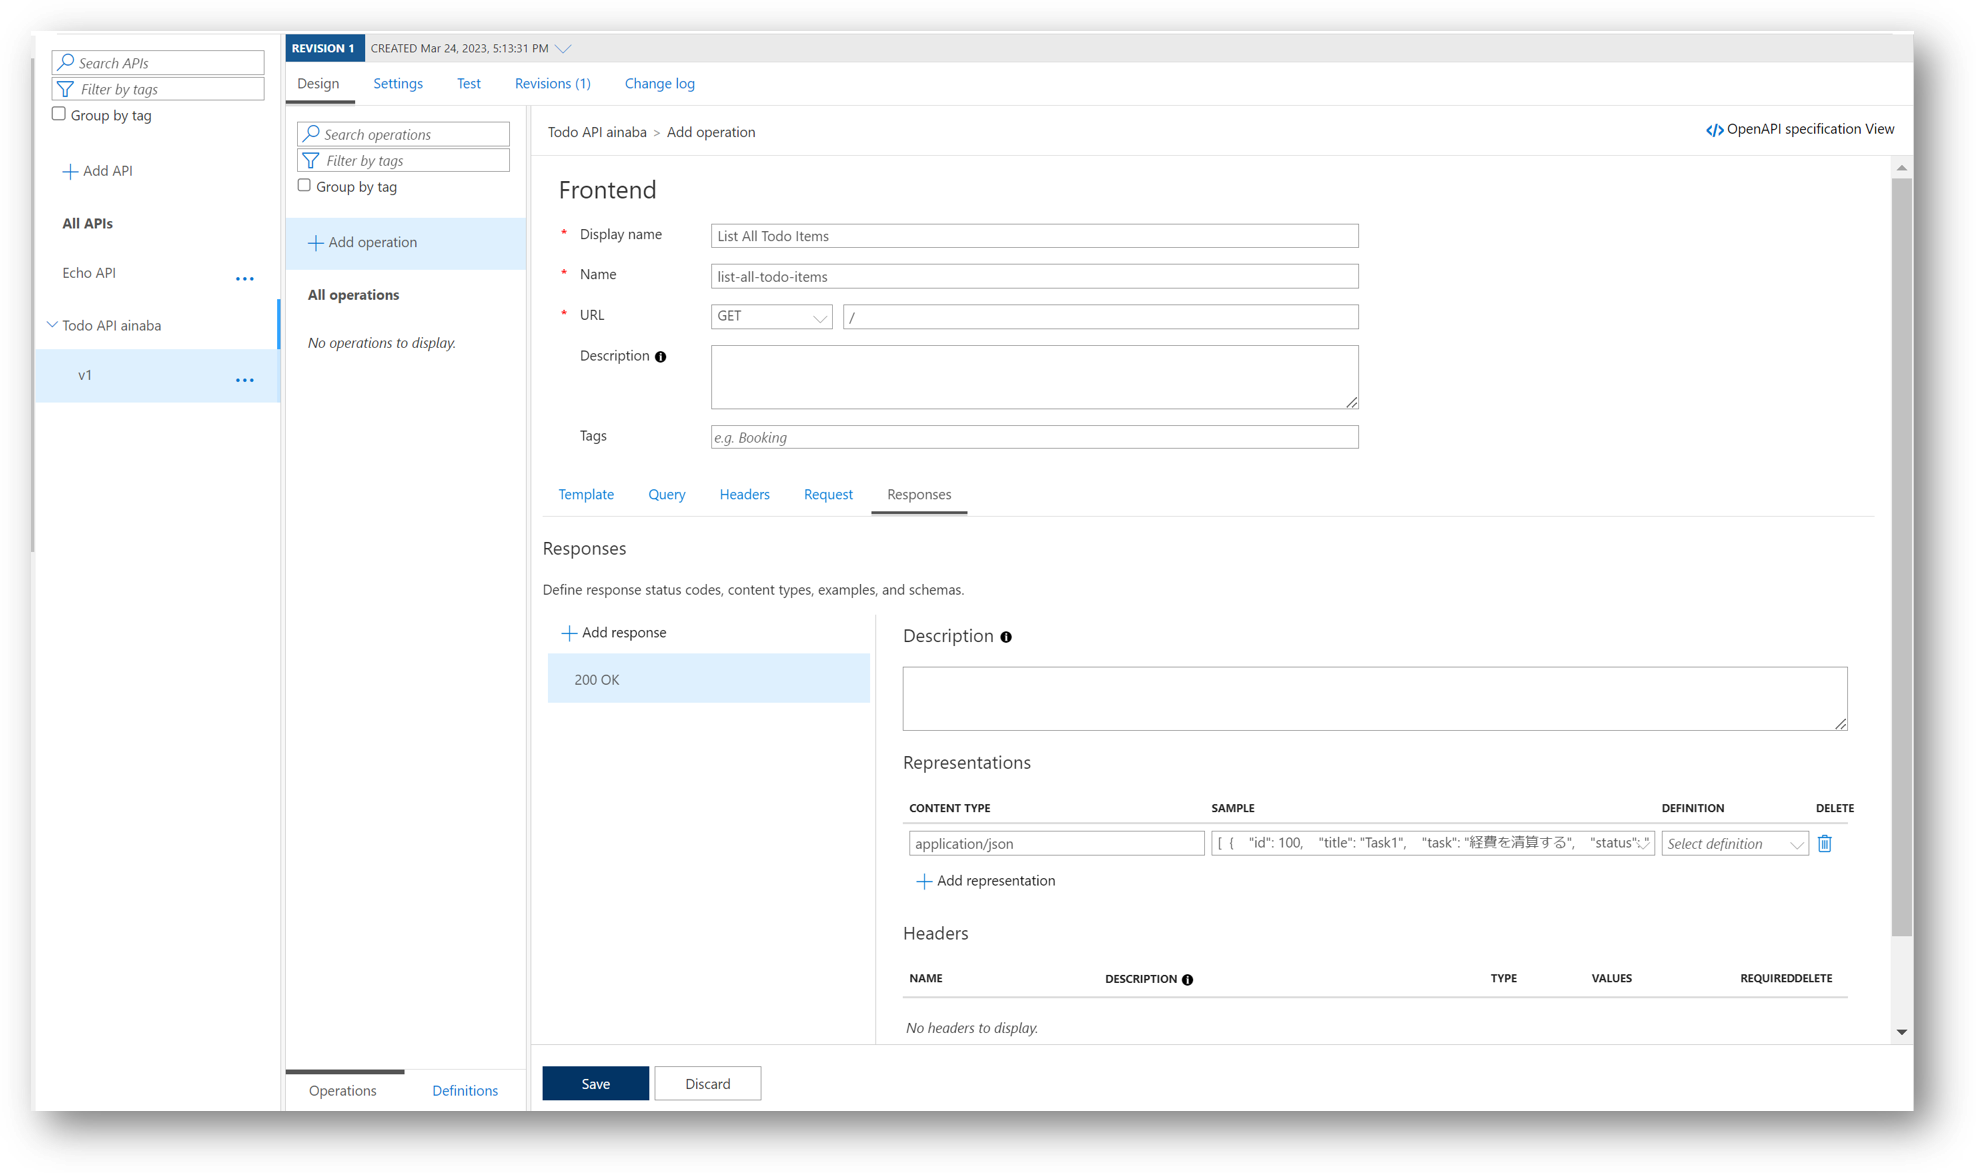 REVISION 1 CREATED Mar 24, 2023, 5:13:31 PM
Search APIs
Filter by tags
Group by tag
Add API
All APIs
Echo API
Todo API ainaba
v1
Design Settings Test Revisions (1) Change log
Search operations
Filter by tags
Group by tag
Add operation
All operations
No operations to display.
Operations Definitions
Todo API ainaba > Add operation
OpenAPI specification View
Frontend
* Display name List All Todo Items
* Name list-all-todo-items
* URL GET /
Description
Tags e.g. Booking
Template Query Headers Request Responses
Responses
Define response status codes, content types, examples, and schemas.
Add response
200 OK
Description
Representations
CONTENT TYPE SAMPLE DEFINITION DELETE
application/json [ { "id": 100, "title": "Task1", "task": "経費を清算する", "status": " Select definition
Add representation
Headers
NAME DESCRIPTION TYPE VALUES REQUIREDDELETE
No headers to display.
Save Discard